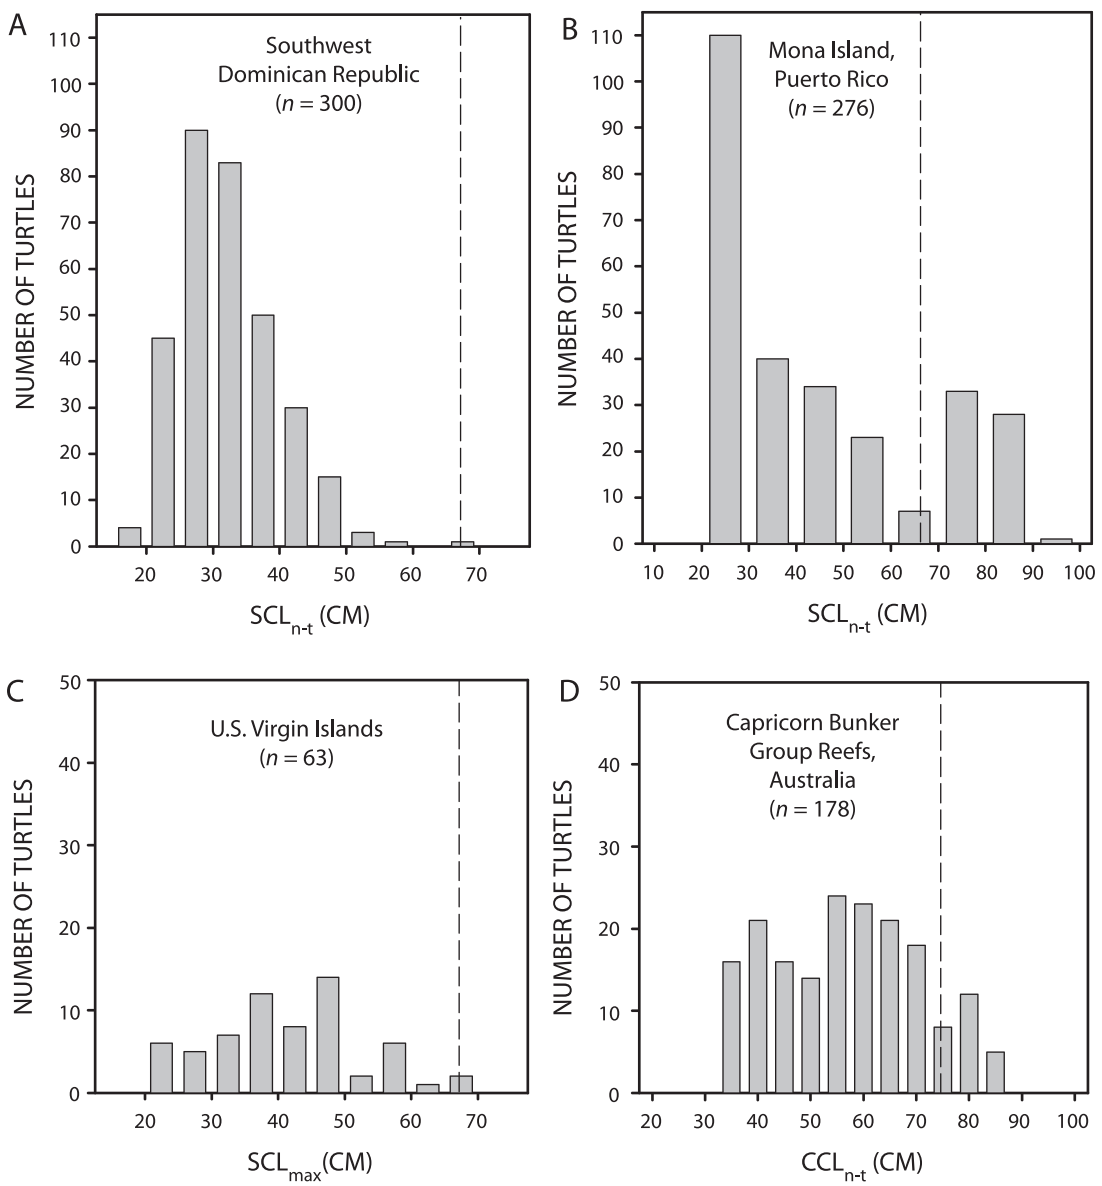 A
Southwest
Dominican Republic
(n = 300)
NUMBER OF TURTLES
110
100
90
80
70
60
50
40
30
20
10
0
20 30 40 50 60 70
SCLn-t (CM)
B
Mona Island,
Puerto Rico
(n = 276)
NUMBER OF TURTLES
110
100
90
80
70
60
50
40
30
20
10
0
10 20 30 40 50 60 70 80 90 100
SCLn-t (CM)
C
U.S. Virgin Islands
(n = 63)
NUMBER OF TURTLES
50
40
30
20
10
0
20 30 40 50 60 70
SCLmax(CM)
D
Capricorn Bunker
Group Reefs,
Australia
(n = 178)
NUMBER OF TURTLES
50
40
30
20
10
0
20 30 40 50 60 70 80 90 100
CCLn-t (CM)